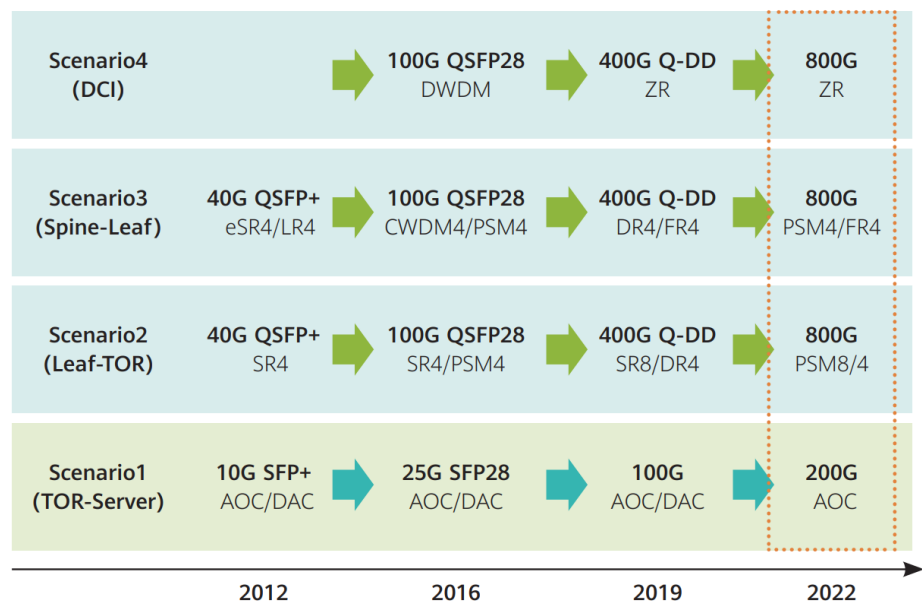 Scenario4
(DCI)
100G QSFP28
DWDM
400G Q-DD
ZR
800G
ZR
Scenario3
(Spine-Leaf)
40G QSFP+
eSR4/LR4
100G QSFP28
CWDM4/PSM4
400G Q-DD
DR4/FR4
800G
PSM4/FR4
Scenario2
(Leaf-TOR)
40G QSFP+
SR4
100G QSFP28
SR4/PSM4
400G Q-DD
SR8/DR4
800G
PSM8/4
Scenario1
(TOR-Server)
10G SFP+
AOC/DAC
25G SFP28
AOC/DAC
100G
AOC/DAC
200G
AOC
2012
2016
2019
2022